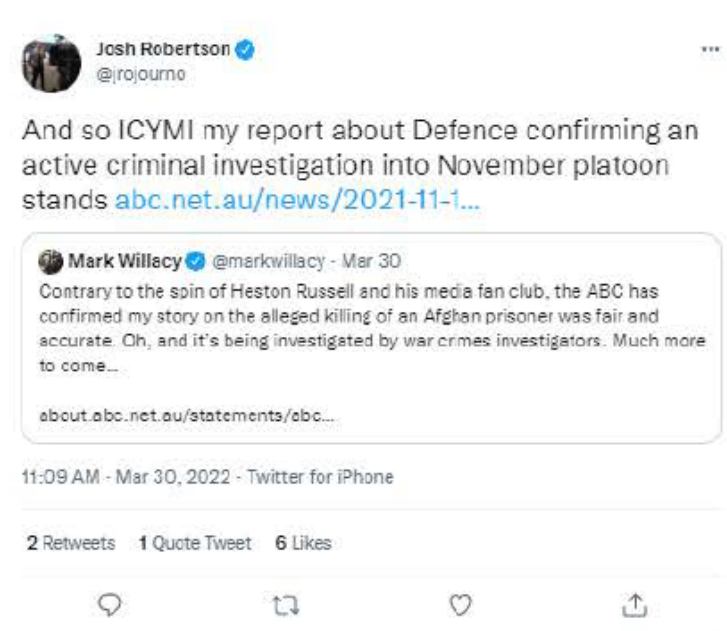 Josh Robertson
@jrojourno
And so ICYMI my report about Defence confirming an
active criminal investigation into November platoon
stands abc.net.au/news/2021-11-1...
Mark Willacy @markwillacy - Mar 30
Contrary to the spin of Heston Russell and his media fan club, the ABC has
confirmed my story on the alleged killing of an Afghan prisoner was fair and
accurate. Oh, and it's being investigated by war crimes investigators. Much more
to come...
about.abc.net.au/statements/abc...
11:09 AM - Mar 30, 2022 - Twitter for iPhone
2 Retweets 1 Quote Tweet 6 Likes